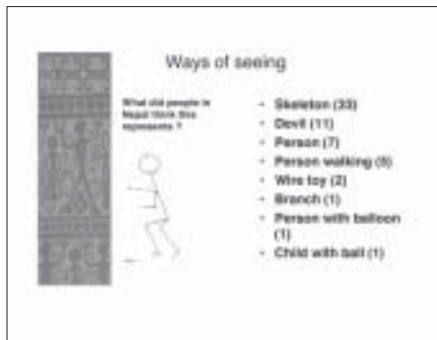 Ways of seeing
What did people in
Nepal think this
represents ?
• Skeleton (33)
• Devil (11)
• Person (7)
• Person walking (5)
• Wire toy (2)
• Branch (1)
• Person with balloon
(1)
• Child with ball (1)